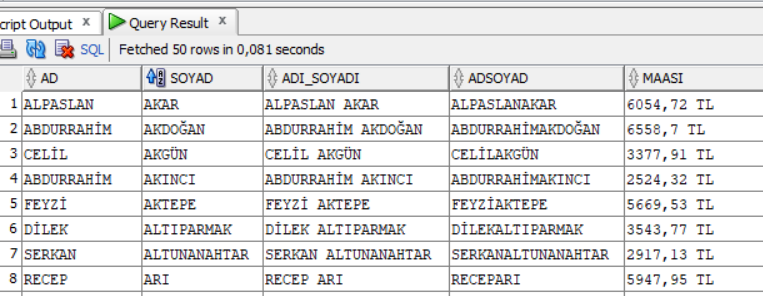 cript Output x Query Result x
SQL Fetched 50 rows in 0,081 seconds
AD SOYAD ADI_SOYADI ADSOYAD MAASI
1 ALPASLAN AKAR ALPASLAN AKAR ALPASLANAKAR 6054,72 TL
2 ABDURRAHİM AKDOĞAN ABDURRAHİM AKDOĞAN ABDURRAHİMAKDOĞAN 6558,7 TL
3 CELİL AKGÜN CELİL AKGÜN CELİLAKGÜN 3377,91 TL
4 ABDURRAHİM AKINCI ABDURRAHİM AKINCI ABDURRAHİMAKINCI 2524,32 TL
5 FEYZİ AKTEPE FEYZİ AKTEPE FEYZİAKTEPE 5669,53 TL
6 DİLEK ALTIPARMAK DİLEK ALTIPARMAK DİLEKALTIPARMAK 3543,77 TL
7 SERKAN ALTUNANAHTAR SERKAN ALTUNANAHTAR SERKANALTUNANAHTAR 2917,13 TL
8 RECEP ARI RECEP ARI RECEPARI 5947,95 TL